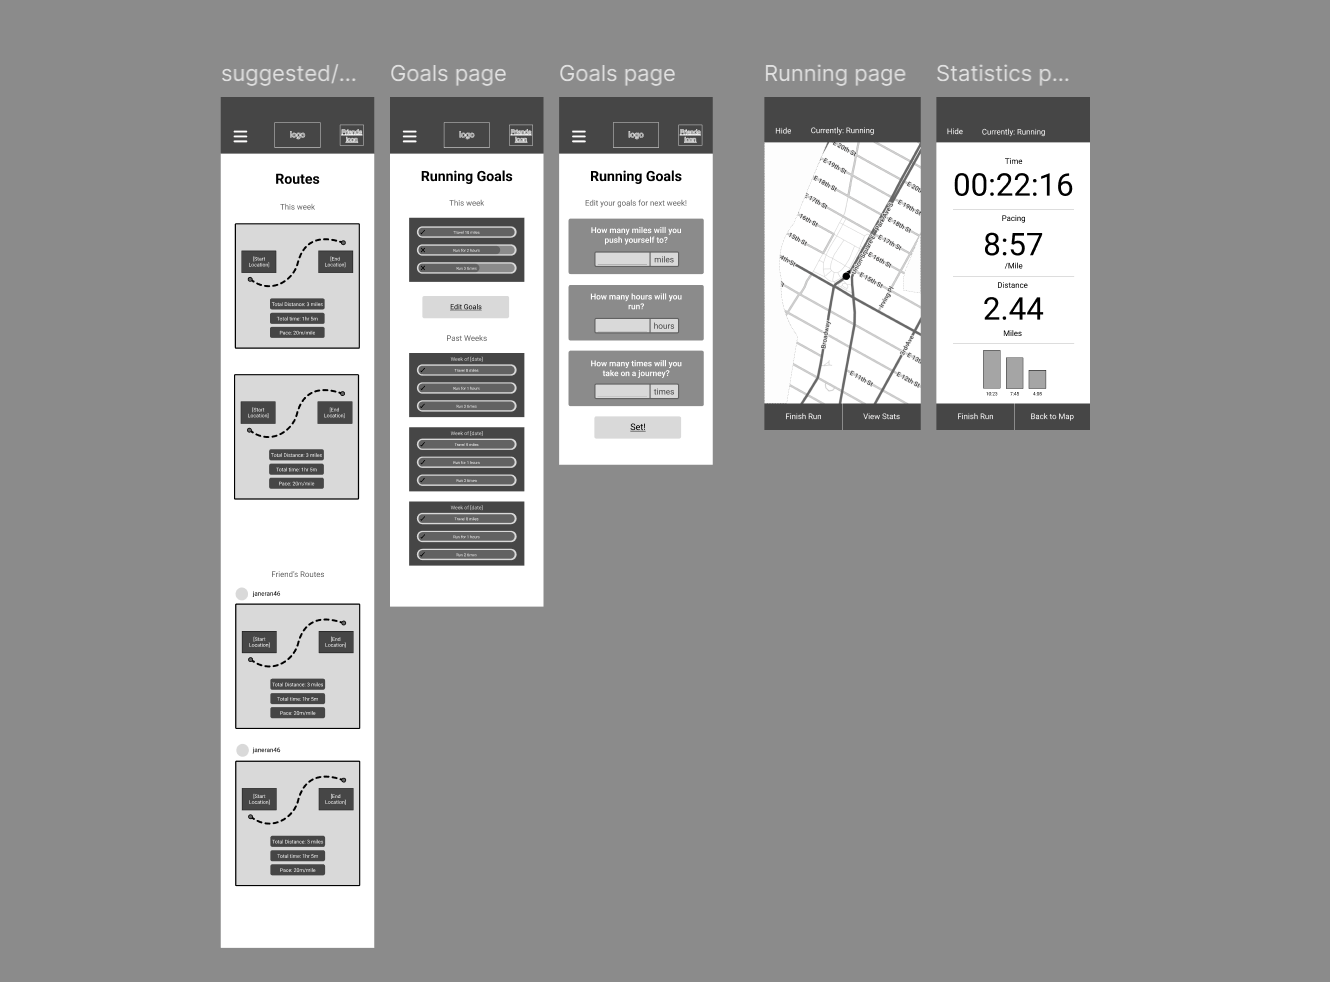 suggested/...
logo
Friends
Icon
Routes
This week
[Start
Location]
[End
Location]
Total Distance: 3 miles
Total time: 1hr 5m
Pace: 20m/mile
[Start
Location]
[End
Location]
Total Distance: 3 miles
Total time: 1hr 5m
Pace: 20m/mile
Friend's Routes
janeran46
[Start
Location]
[End
Location]
Total Distance: 3 miles
Total time: 1hr 5m
Pace: 20m/mile
janeran46
[Start
Location]
[End
Location]
Total Distance: 3 miles
Total time: 1hr 5m
Pace: 20m/mile
Goals page
logo
Friends
Icon
Running Goals
This week
Travel 10 miles
Run for 2 hours
Run 3 times
Edit Goals
Past Weeks
Week of [date]
Travel 8 miles
Run for 1 hours
Run 2 times
Week of [date]
Travel 9 miles
Run for 1 hours
Run 3 times
Week of [date]
Travel 8 miles
Run for 1 hours
Run 2 times
Goals page
logo
Friends
Icon
Running Goals
Edit your goals for next week!
How many miles will you
push yourself to?
miles
How many hours will you
run?
hours
How many times will you
take on a journey?
times
Set!
Running page
Hide
Currently: Running
E-20th-St
E-19th-St
E-18th-St
E-17th-St
16th-St
15th-St
4th-St
E-20th
E-19th-St
E-18th-St
E-17th-St
E-16th-St
E-15th-St
Irving Pl
Broadway
E-13th
E-12th-St
E-11th-St
Finish Run
View Stats
Statistics p...
Hide
Currently: Running
Time
00:22:16
Pacing
8:57
/Mile
Distance
2.44
Miles
10:23
7:45
4:05
Finish Run
Back to Map